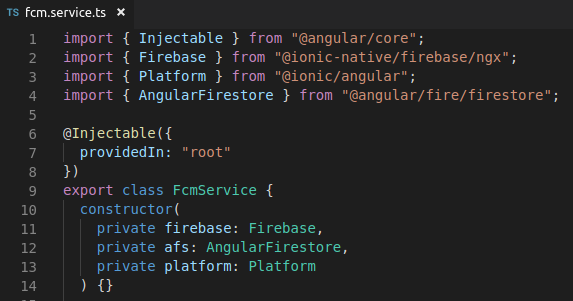 TS fcm.service.ts ×
1 import { Injectable } from "@angular/core";
2 import { Firebase } from "@ionic-native/firebase/ngx";
3 import { Platform } from "@ionic/angular";
4 import { AngularFirestore } from "@angular/fire/firestore";
5
6 @Injectable({
7   providedIn: "root"
8 })
9 export class FcmService {
10   constructor(
11     private firebase: Firebase,
12     private afs: AngularFirestore,
13     private platform: Platform
14   ) {}